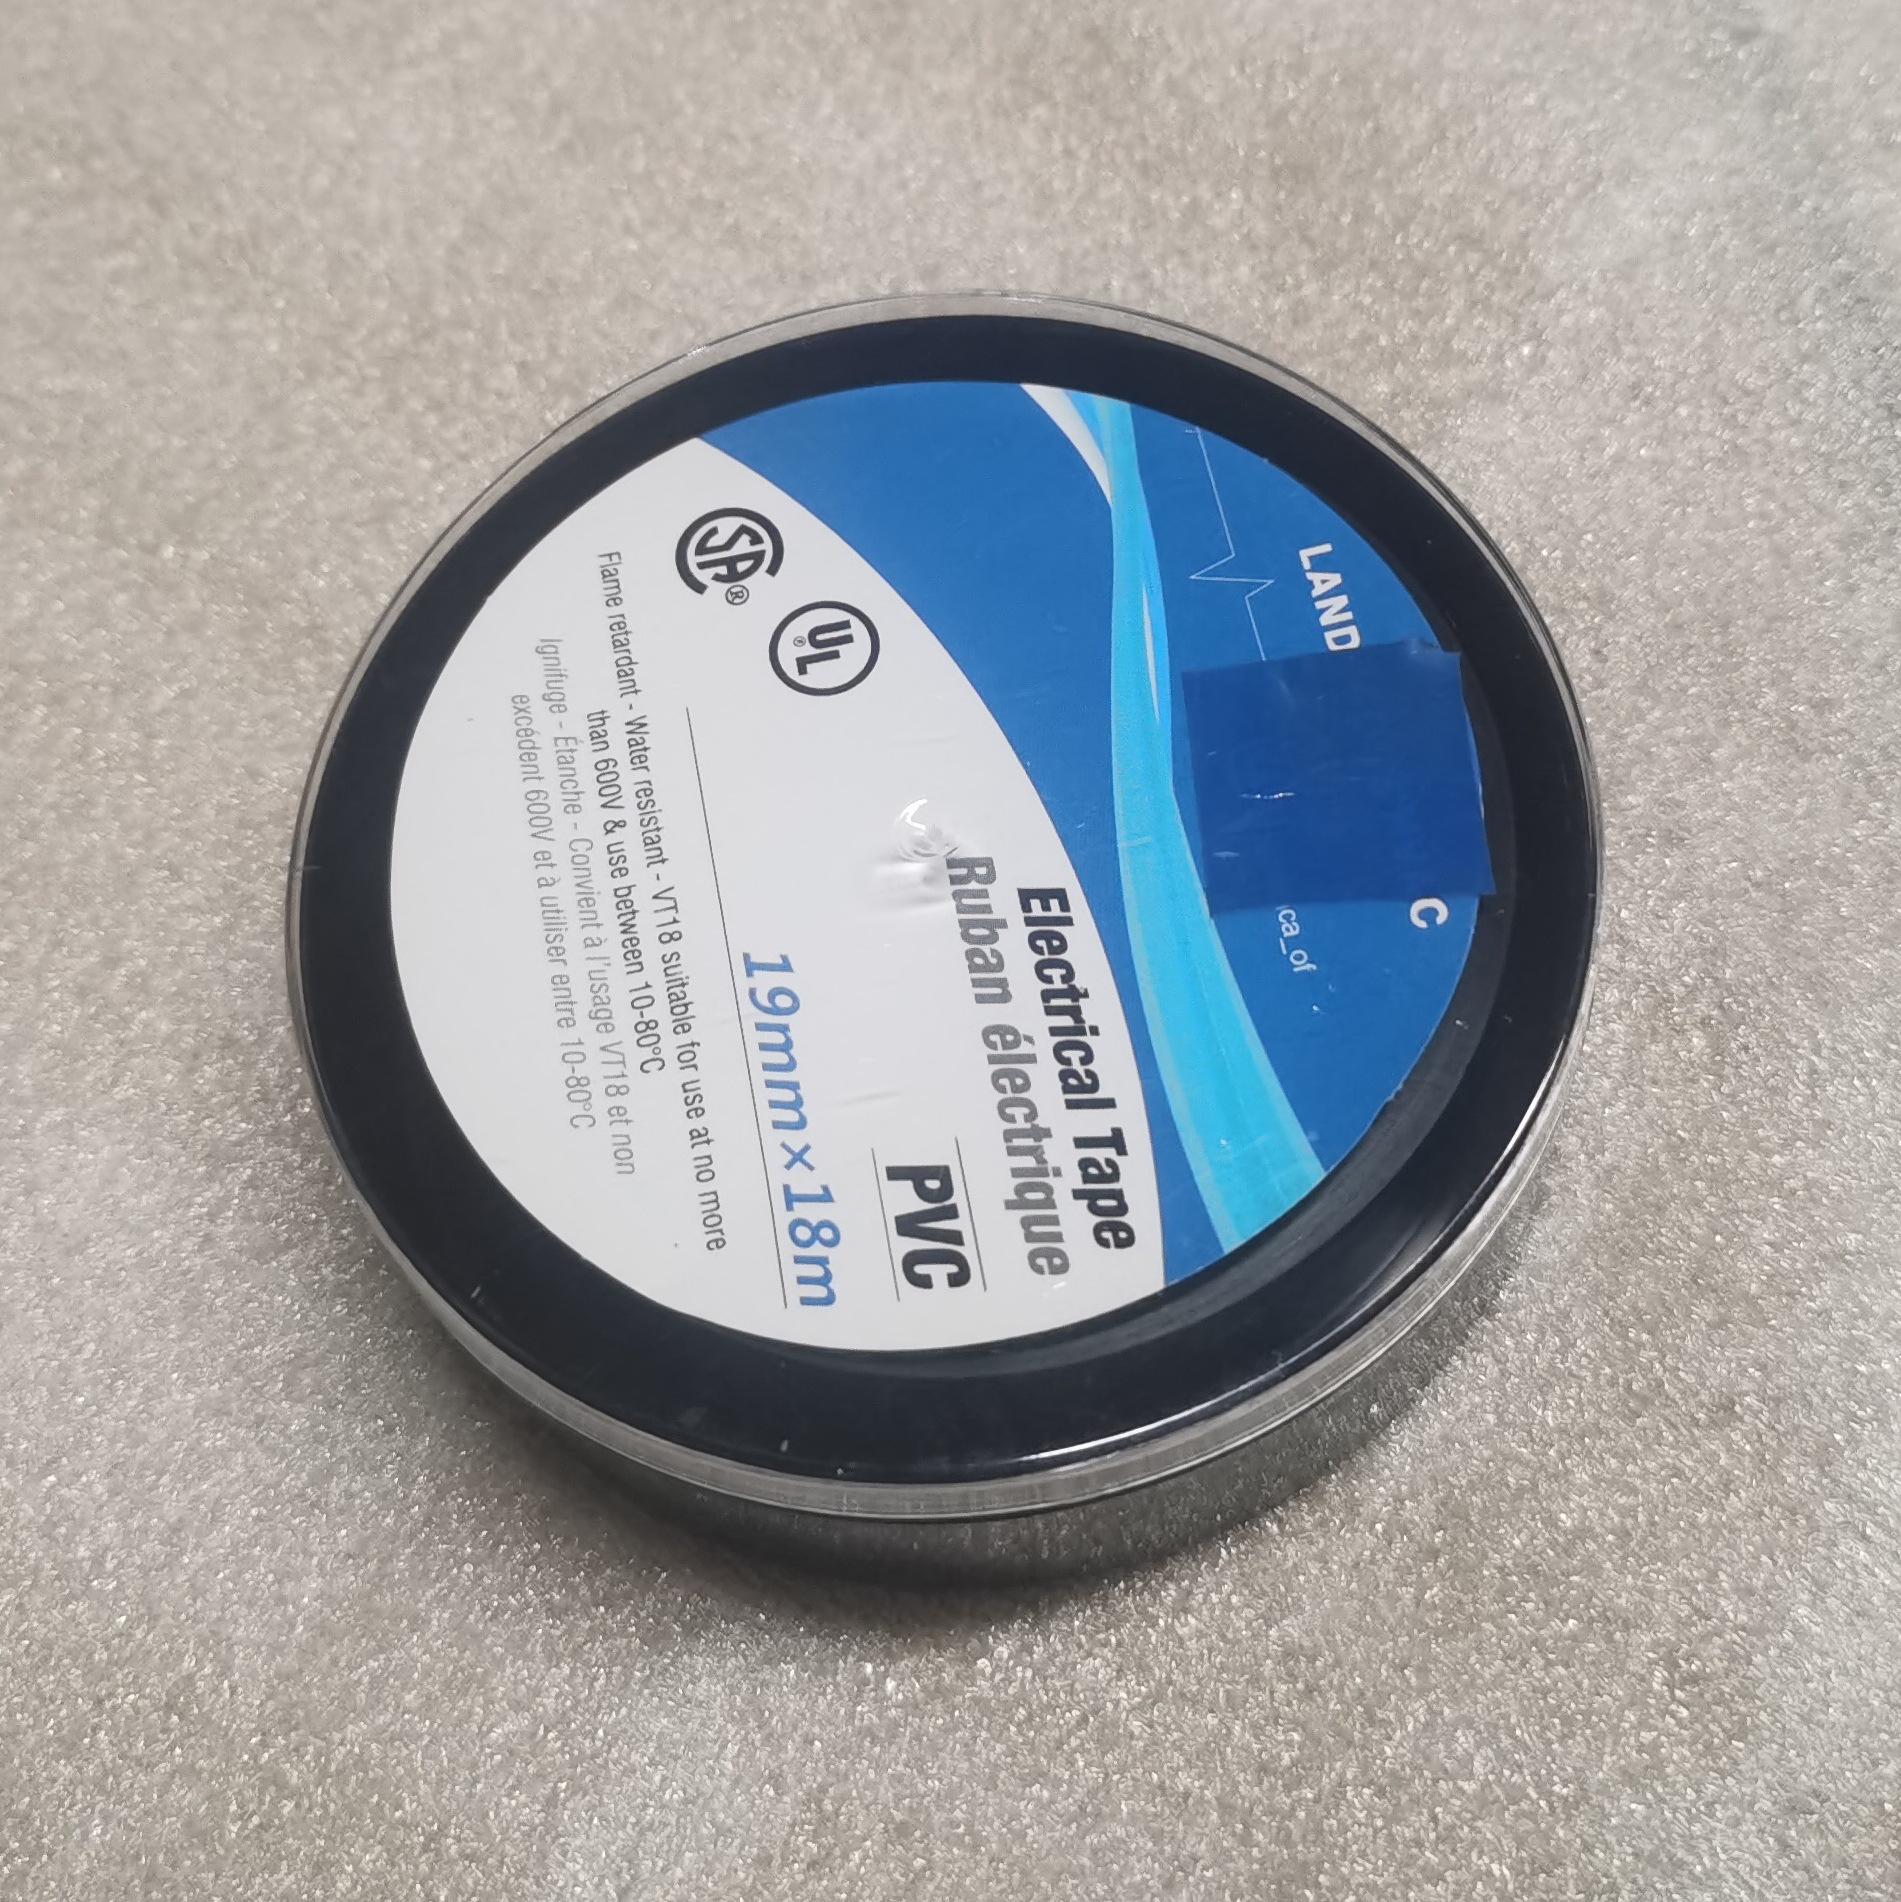 LAND
C
Electrical Tape
Ruban électrique
PVC
19mm×18m
SA®
UL®
Flame retardant - Water resistant - VT18 suitable for use at no more
than 600V & use between 10-80°C
Ignifuge - Étanche - Convient à l'usage VT18 et non
excédent 600V et à utiliser entre 10-80°C